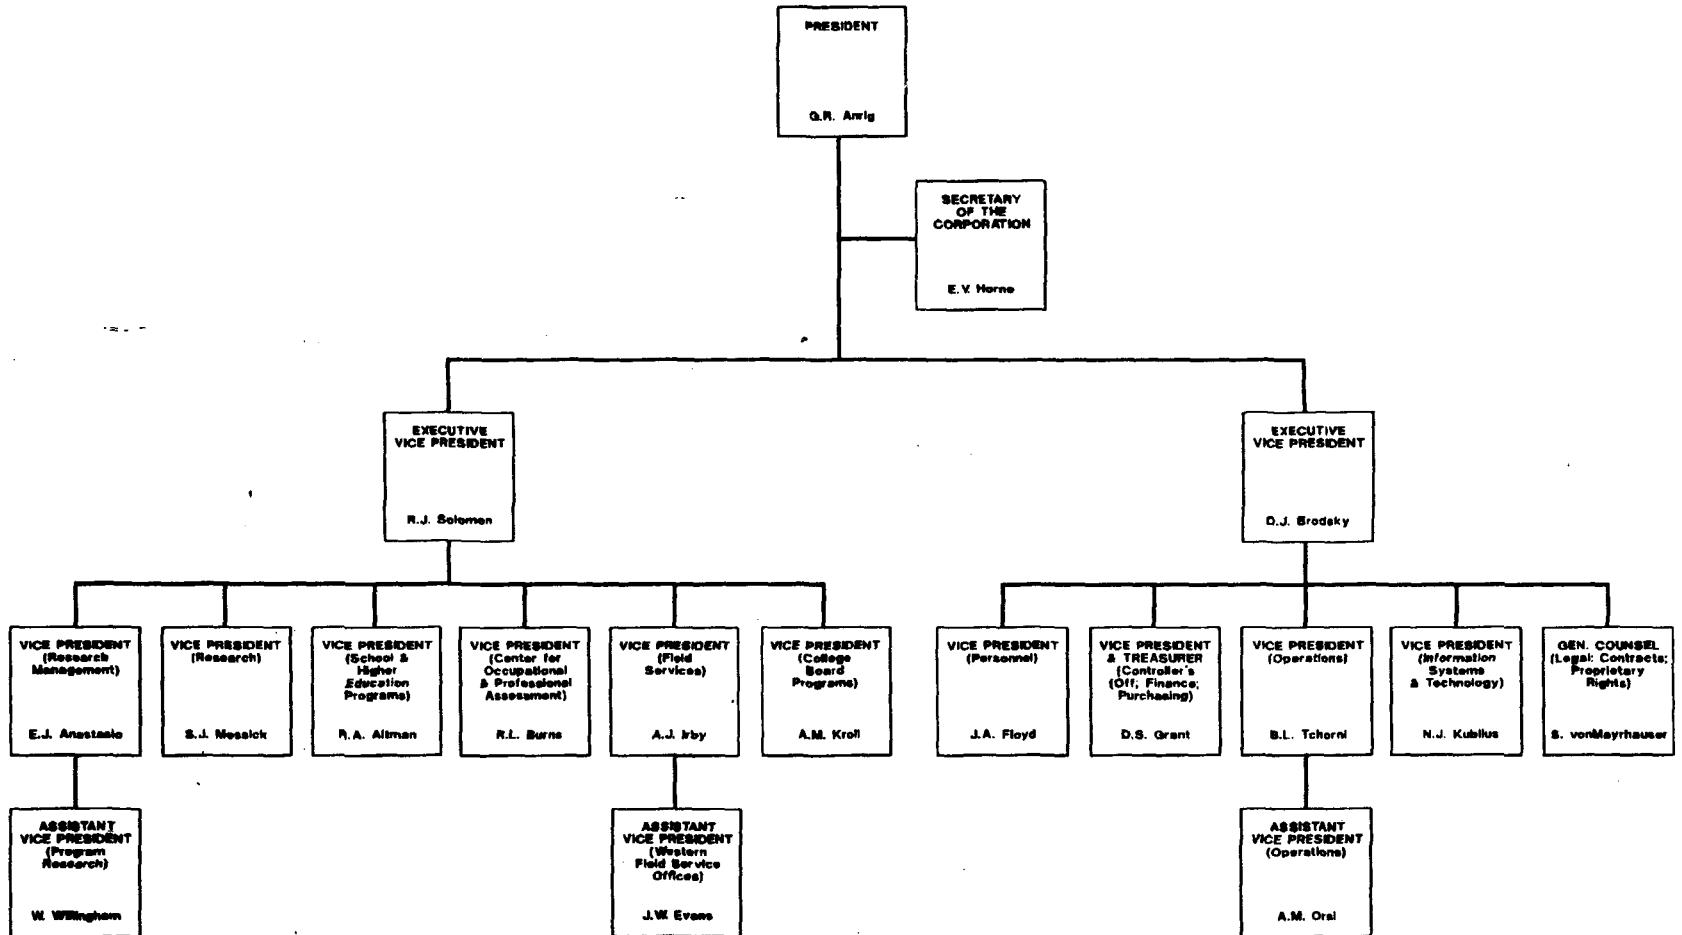 PRESIDENT
G.R. Anrig
SECRETARY
OF THE
CORPORATION
E.V. Horne
EXECUTIVE
VICE PRESIDENT
R.J. Solomon
EXECUTIVE
VICE PRESIDENT
D.J. Brodsky
VICE PRESIDENT
(Research
Management)
E.J. Anastasio
VICE PRESIDENT
(Research)
S.J. Messick
VICE PRESIDENT
(School &
Higher
Education
Programs)
R.A. Altman
VICE PRESIDENT
(Center for
Occupational
& Professional
Assessment)
R.L. Burns
VICE PRESIDENT
(Field
Services)
A.J. Irby
VICE PRESIDENT
(College
Board
Programs)
A.M. Kroll
VICE PRESIDENT
(Personnel)
J.A. Floyd
VICE PRESIDENT
& TREASURER
(Controller's
(Off; Finance;
Purchasing)
D.S. Grant
VICE PRESIDENT
(Operations)
B.L. Tchorni
VICE PRESIDENT
(Information
Systems
& Technology)
N.J. Kubilus
GEN. COUNSEL
(Legal; Contracts;
Proprietary
Rights)
S. vonMayrhauser
ASSISTANT
VICE PRESIDENT
(Program
Research)
W. Willingham
ASSISTANT
VICE PRESIDENT
(Western
Field Service
Offices)
J.W. Evans
ASSISTANT
VICE PRESIDENT
(Operations)
A.M. Oral